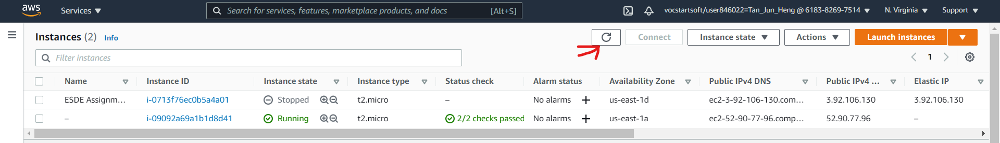 aws Services Search for services, features, marketplace products, and docs [Alt+S] vocstartsoft/user846022=Tan_Jun_Heng @ 6183-8269-7514 N. Virginia Support
Instances (2) Info Connect Instance state Actions Launch instances
Filter instances 1
Name Instance ID Instance state Instance type Status check Alarm status Availability Zone Public IPv4 DNS Public IPv4 ... Elastic IP
ESDE Assignm... i-0713f76ec0b5a4a01 Stopped t2.micro – No alarms + us-east-1d ec2-3-92-106-130.com... 3.92.106.130 3.92.106.130
– i-09092a69a1b1d8d41 Running t2.micro 2/2 checks passed No alarms + us-east-1a ec2-52-90-77-96.comp... 52.90.77.96 –